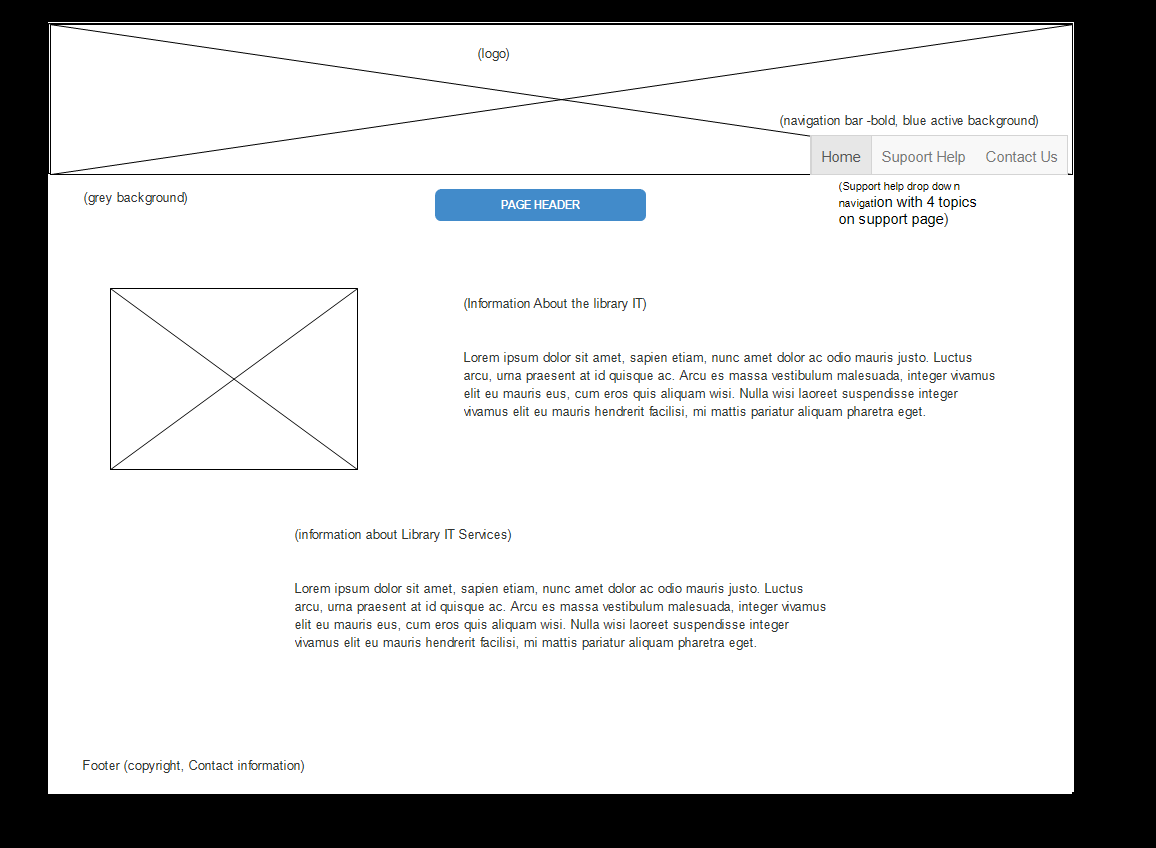 (logo)
(navigation bar -bold, blue active background)
Home Supoort Help Contact Us
(grey background)
PAGE HEADER
(Support help drop down
navigation with 4 topics
on support page)
(Information About the library IT)
Lorem ipsum dolor sit amet, sapien etiam, nunc amet dolor ac odio mauris justo. Luctus
arcu, urna praesent at id quisque ac. Arcu es massa vestibulum malesuada, integer vivamus
elit eu mauris eus, cum eros quis aliquam wisi. Nulla wisi laoreet suspendisse integer
vivamus elit eu mauris hendrerit facilisi, mi mattis pariatur aliquam pharetra eget.
(information about Library IT Services)
Lorem ipsum dolor sit amet, sapien etiam, nunc amet dolor ac odio mauris justo. Luctus
arcu, urna praesent at id quisque ac. Arcu es massa vestibulum malesuada, integer vivamus
elit eu mauris eus, cum eros quis aliquam wisi. Nulla wisi laoreet suspendisse integer
vivamus elit eu mauris hendrerit facilisi, mi mattis pariatur aliquam pharetra eget.
Footer (copyright, Contact information)